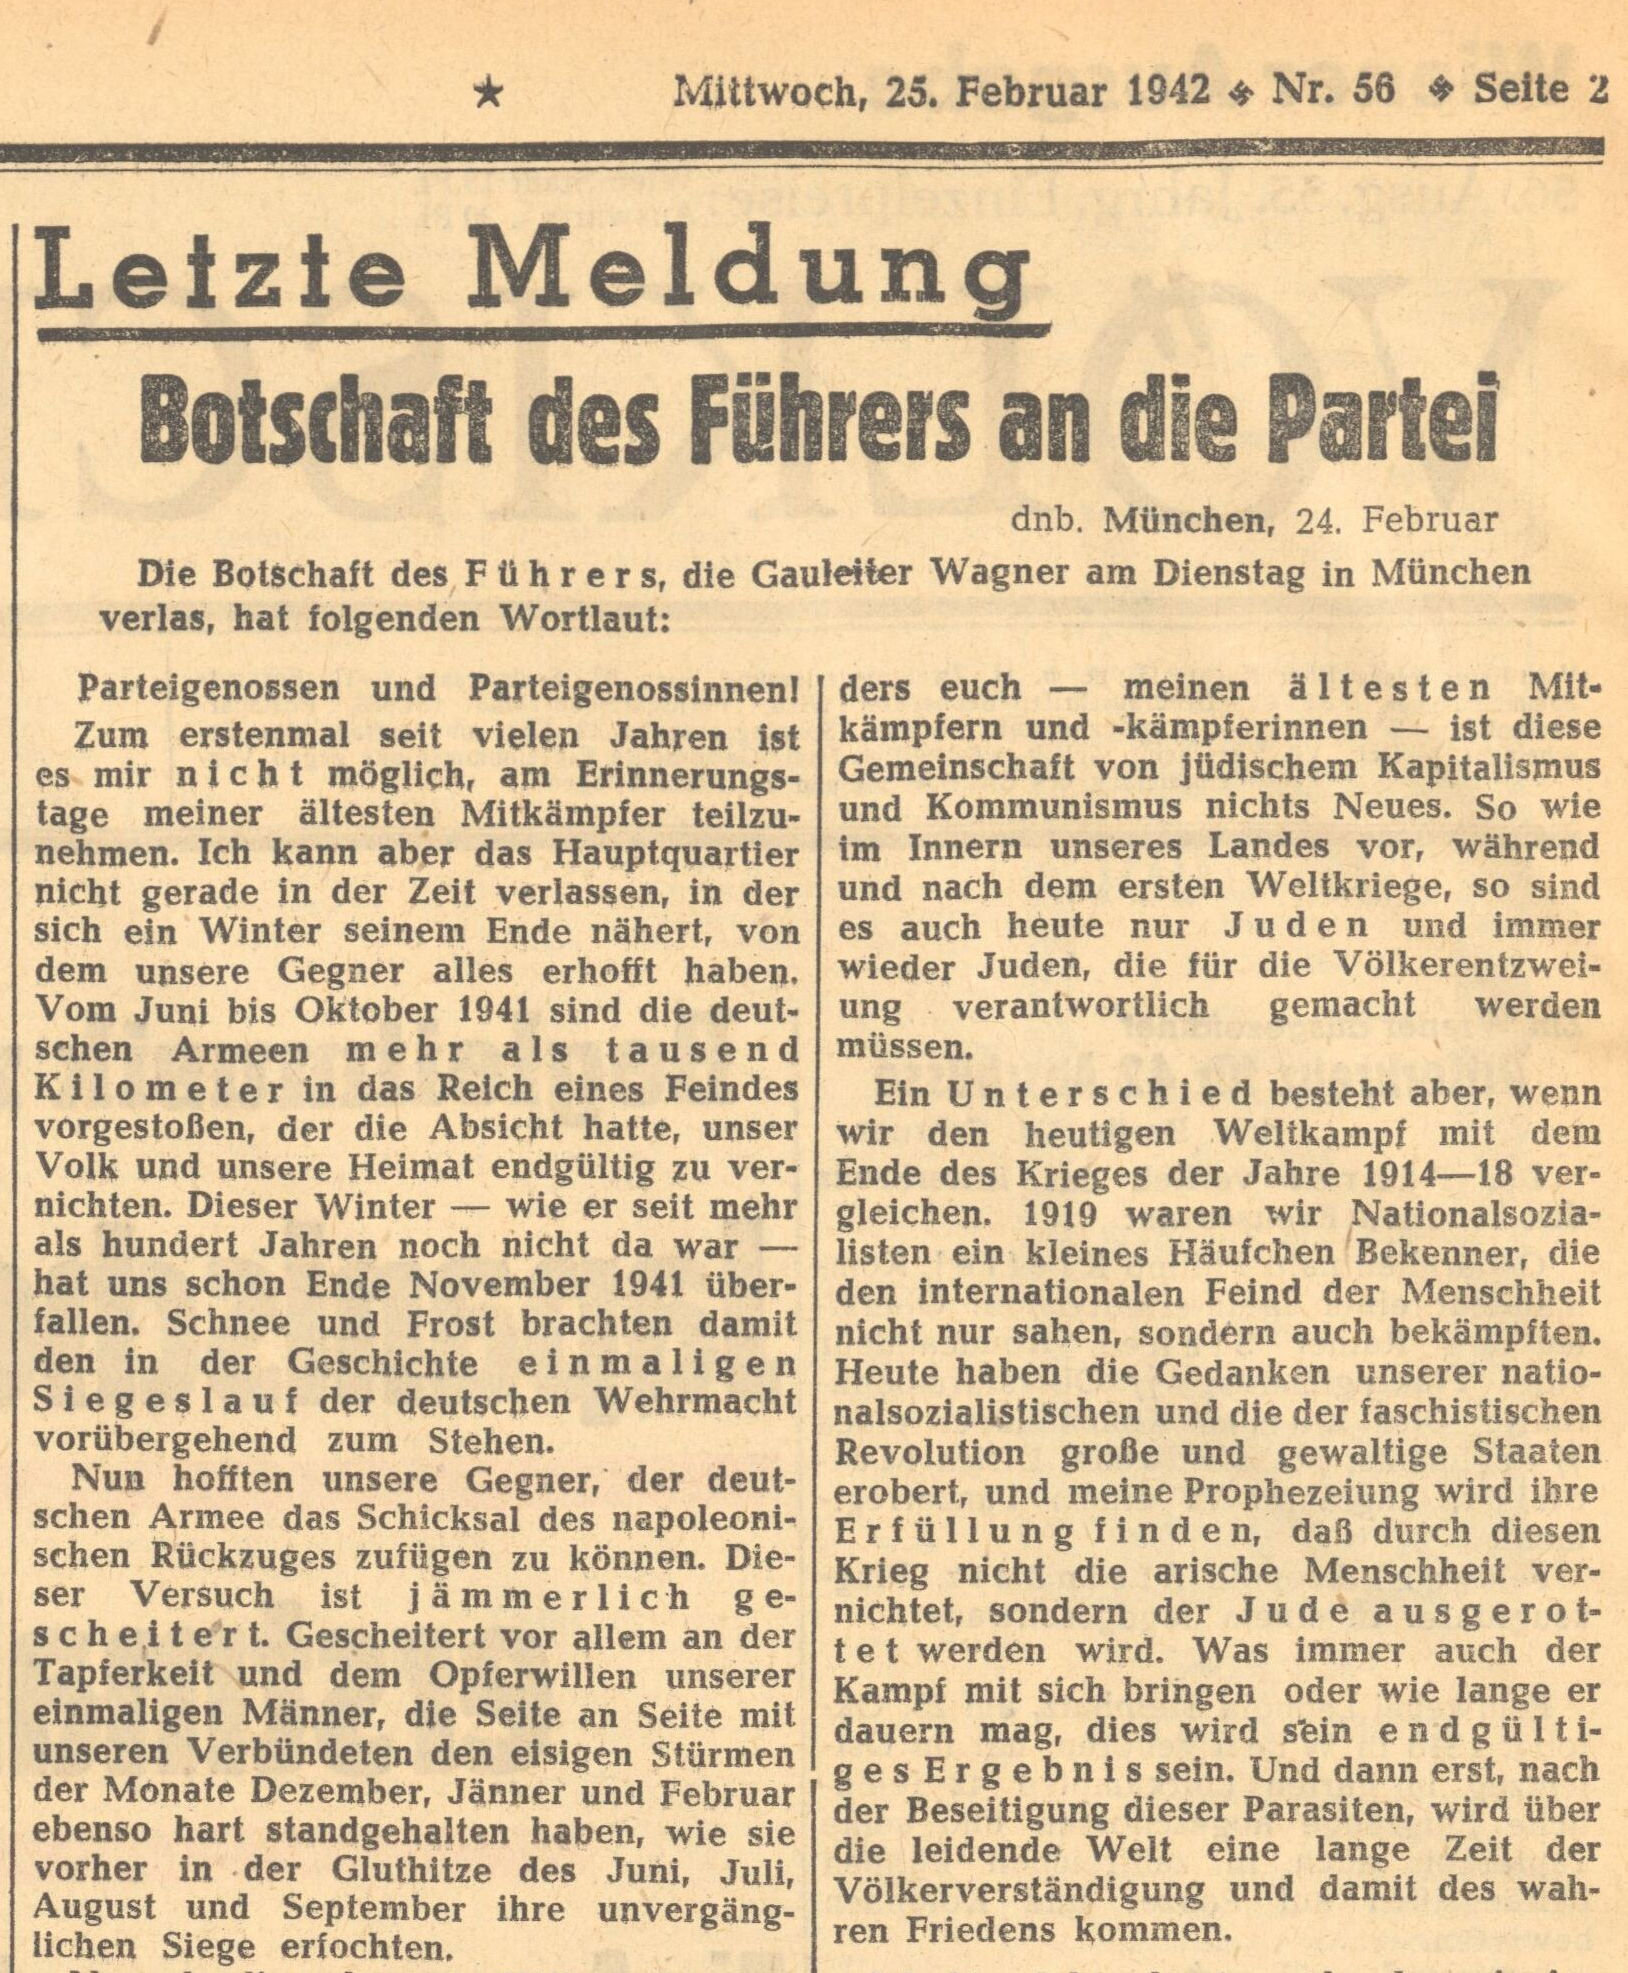 Mittwoch, 25. Februar 1942 Nr. 56 Seite 2
Letzte Meldung
Botschaft des Führers an die Partei
dnb. München, 24. Februar
Die Botschaft des Führers, die Gauleiter Wagner am Dienstag in München
verlas, hat folgenden Wortlaut:
Parteigenossen und Parteigenossinnen!
Zum erstenmal seit vielen Jahren ist
es mir nicht möglich, am Erinnerungs-
tage meiner ältesten Mitkämpfer teilzu-
nehmen. Ich kann aber das Hauptquartier
nicht gerade in der Zeit verlassen, in der
sich ein Winter seinem Ende nähert, von
dem unsere Gegner alles erhofft haben.
Vom Juni bis Oktober 1941 sind die deut-
schen Armeen mehr als tausend
Kilometer in das Reich eines Feindes
vorgestoßen, der die Absicht hatte, unser
Volk und unsere Heimat endgültig zu ver-
nichten. Dieser Winter — wie er seit mehr
als hundert Jahren noch nicht da war —
hat uns schon Ende November 1941 über-
fallen. Schnee und Frost brachten damit
den in der Geschichte einmaligen
Siegeslauf der deutschen Wehrmacht
vorübergehend zum Stehen.
Nun hofften unsere Gegner, der deut-
schen Armee das Schicksal des napoleoni-
schen Rückzuges zufügen zu können. Die-
ser Versuch ist jämmerlich ge-
scheitert. Gescheitert vor allem an der
Tapferkeit und dem Opferwillen unserer
einmaligen Männer, die Seite an Seite mit
unseren Verbündeten den eisigen Stürmen
der Monate Dezember, Jänner und Februar
ebenso hart standgehalten haben, wie sie
vorher in der Gluthitze des Juni, Juli,
August und September ihre unvergäng-
lichen Siege erfochten.
ders euch — meinen ältesten Mit-
kämpfern und -kämpferinnen — ist diese
Gemeinschaft von jüdischem Kapitalismus
und Kommunismus nichts Neues. So wie
im Innern unseres Landes vor, während
und nach dem ersten Weltkriege, so sind
es auch heute nur Juden und immer
wieder Juden, die für die Völkerentzwei-
ung verantwortlich gemacht werden
müssen.
Ein Unterschied besteht aber, wenn
wir den heutigen Weltkampf mit dem
Ende des Krieges der Jahre 1914—18 ver-
gleichen. 1919 waren wir Nationalsozia-
listen ein kleines Häufchen Bekenner, die
den internationalen Feind der Menschheit
nicht nur sahen, sondern auch bekämpften.
Heute haben die Gedanken unserer natio-
nalsozialistischen und die der faschistischen
Revolution große und gewaltige Staaten
erobert, und meine Prophezeiung wird ihre
Erfüllung finden, daß durch diesen
Krieg nicht die arische Menschheit ver-
nichtet, sondern der Jude ausgerot-
tet werden wird. Was immer auch der
Kampf mit sich bringen oder wie lange er
dauern mag, dies wird sein endgülti-
ges Ergebnis sein. Und dann erst, nach
der Beseitigung dieser Parasiten, wird über
die leidende Welt eine lange Zeit der
Völkerverständigung und damit des wah-
ren Friedens kommen.